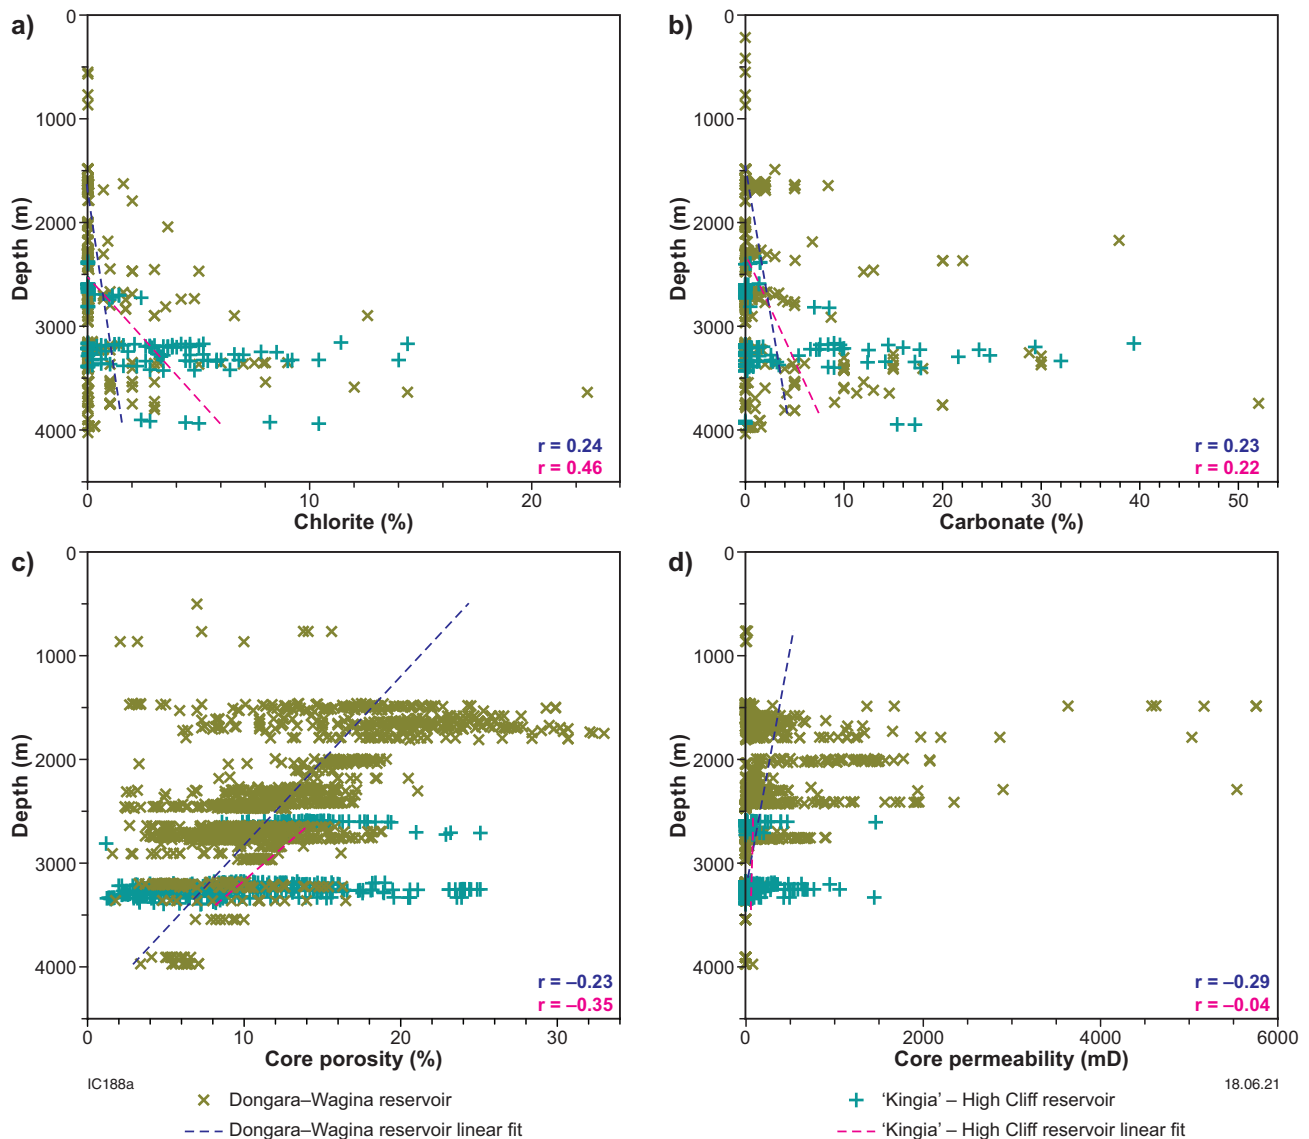 a)
0
1000
2000
3000
4000
Depth (m)
0
10
20
Chlorite (%)
r = 0.24
r = 0.46
b)
0
1000
2000
3000
4000
Depth (m)
0
10
20
30
40
50
Carbonate (%)
r = 0.23
r = 0.22
c)
0
1000
2000
3000
4000
Depth (m)
0
10
20
30
Core porosity (%)
r = –0.23
r = –0.35
d)
0
1000
2000
3000
4000
Depth (m)
0
2000
4000
6000
Core permeability (mD)
r = –0.29
r = –0.04
IC188a
18.06.21
Dongara–Wagina reservoir
Dongara–Wagina reservoir linear fit
‘Kingia’ – High Cliff reservoir
‘Kingia’ – High Cliff reservoir linear fit